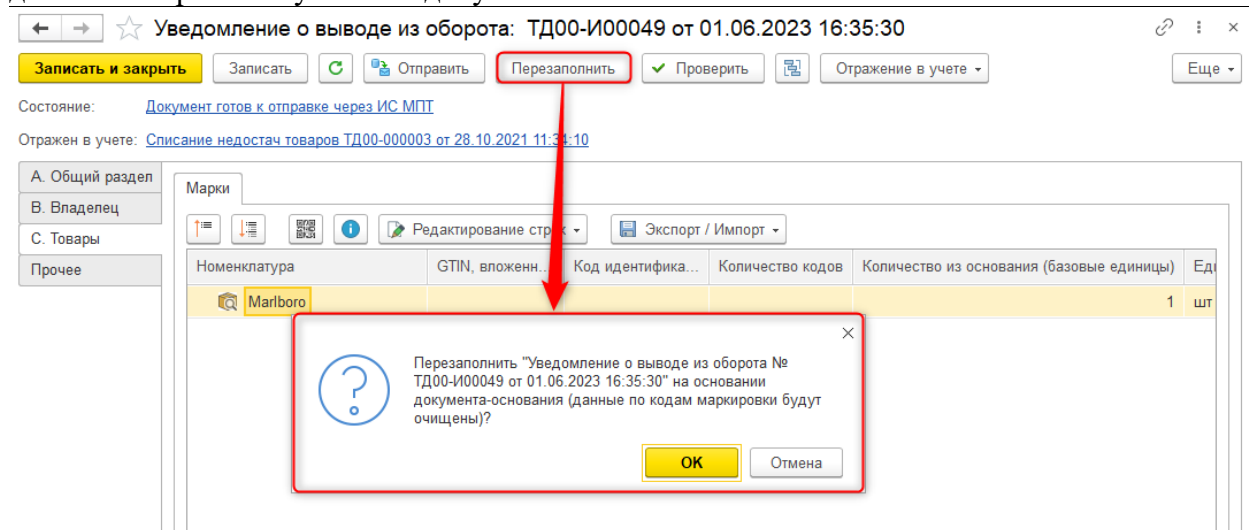 Уведомление о выводе из оборота: ТД00-И00049 от 01.06.2023 16:35:30
Записать и закрыть Записать Отправить Перезаполнить Проверить Отражение в учете Еще
Состояние: Документ готов к отправке через ИС МПТ
Отражен в учете: Списание недостач товаров ТД00-000003 от 28.10.2021 11:34:10
А. Общий раздел
В. Владелец
С. Товары
Прочее
Марки
Редактирование строк Экспорт / Импорт
Номенклатура GTIN, вложенн... Код идентифика... Количество кодов Количество из основания (базовые единицы) Еди
Marlboro 1 шт
Перезаполнить "Уведомление о выводе из оборота №
ТД00-И00049 от 01.06.2023 16:35:30" на основании
документа-основания (данные по кодам маркировки будут
очищены)?
ОК Отмена